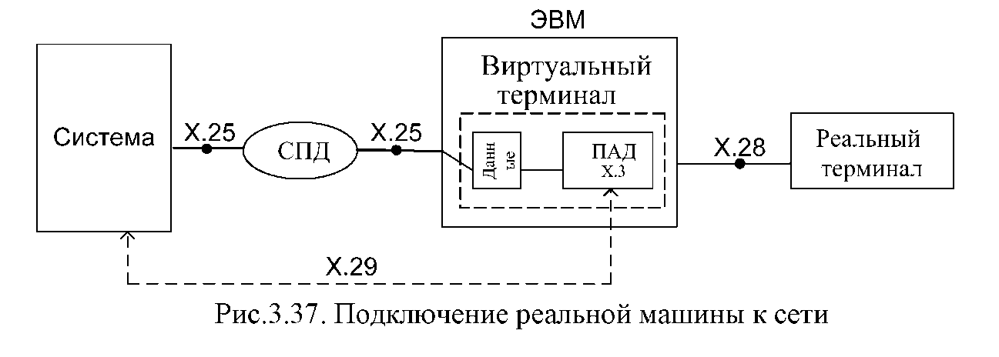 ЭВМ
Виртуальный
терминал
Система
Х.25
СПД
Х.25
Данн
ые
ПАД
Х.3
Х.28
Реальный
терминал
Х.29
Рис.3.37. Подключение реальной машины к сети